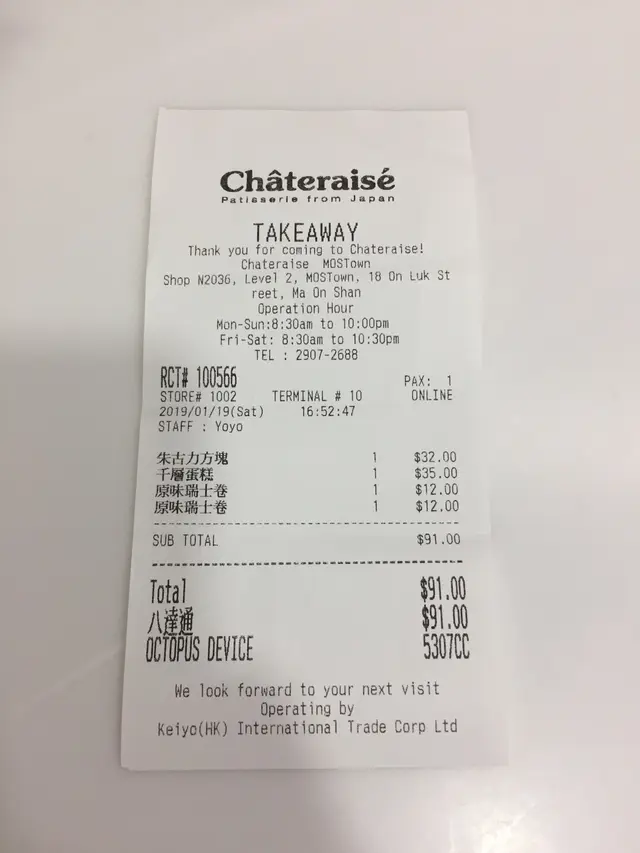 Châteraisé
Patisserie from Japan
TAKEAWAY
Thank you for coming to Chateraise!
Chateraise MOSTown
Shop N2036, Level 2, MOSTown, 18 On Luk St
reet, Ma On Shan
Operation Hour
Mon-Sun:8:30am to 10:00pm
Fri-Sat: 8:30am to 10:30pm
TEL : 2907-2688
RCT# 100566 PAX: 1
STORE# 1002 TERMINAL # 10 ONLINE
2019/01/19(Sat) 16:52:47
STAFF : Yoyo
朱古力方塊 1 $32.00
千層蛋糕 1 $35.00
原味瑞士卷 1 $12.00
原味瑞士卷 1 $12.00
SUB TOTAL $91.00
Total $91.00
八達通 $91.00
OCTOPUS DEVICE 5307CC
We look forward to your next visit
Operating by
Keiyo(HK) International Trade Corp Ltd